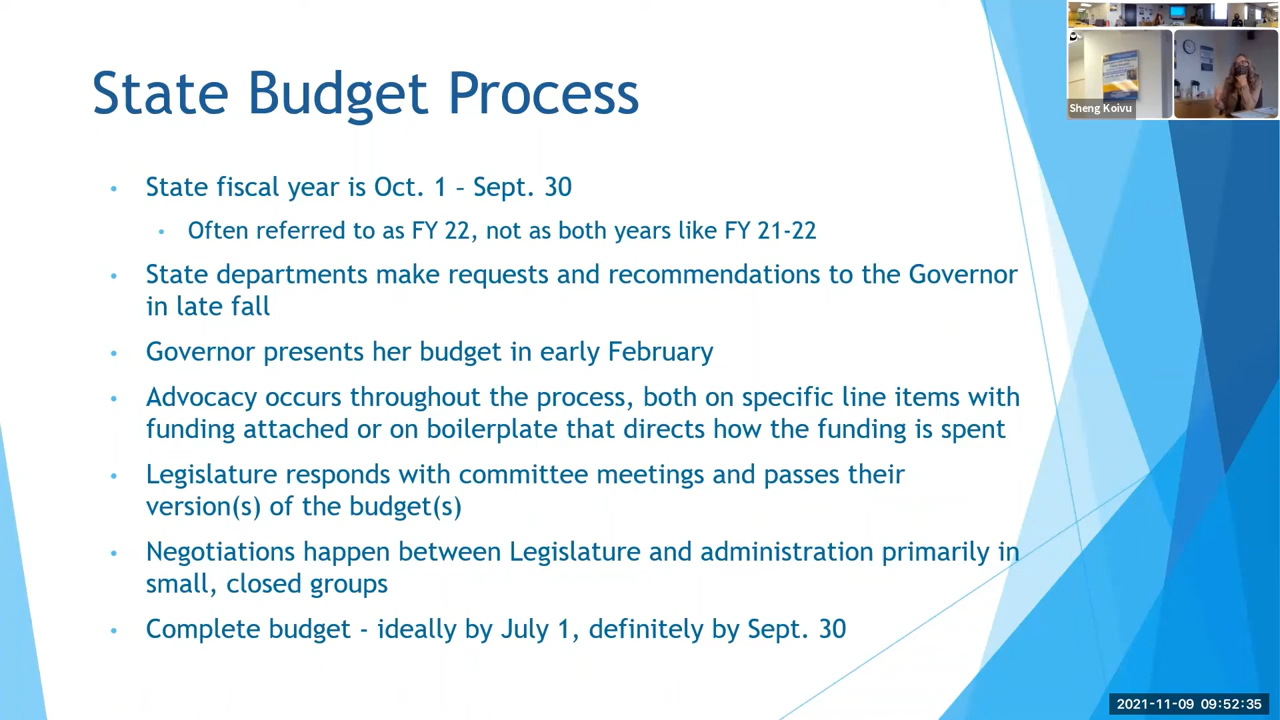 State Budget Process
• State fiscal year is Oct. 1 – Sept. 30
• Often referred to as FY 22, not as both years like FY 21-22
• State departments make requests and recommendations to the Governor
in late fall
• Governor presents her budget in early February
• Advocacy occurs throughout the process, both on specific line items with
funding attached or on boilerplate that directs how the funding is spent
• Legislature responds with committee meetings and passes their
version(s) of the budget(s)
• Negotiations happen between Legislature and administration primarily in
small, closed groups
• Complete budget - ideally by July 1, definitely by Sept. 30
Sheng Koivu
2021-11-09 09:52:35